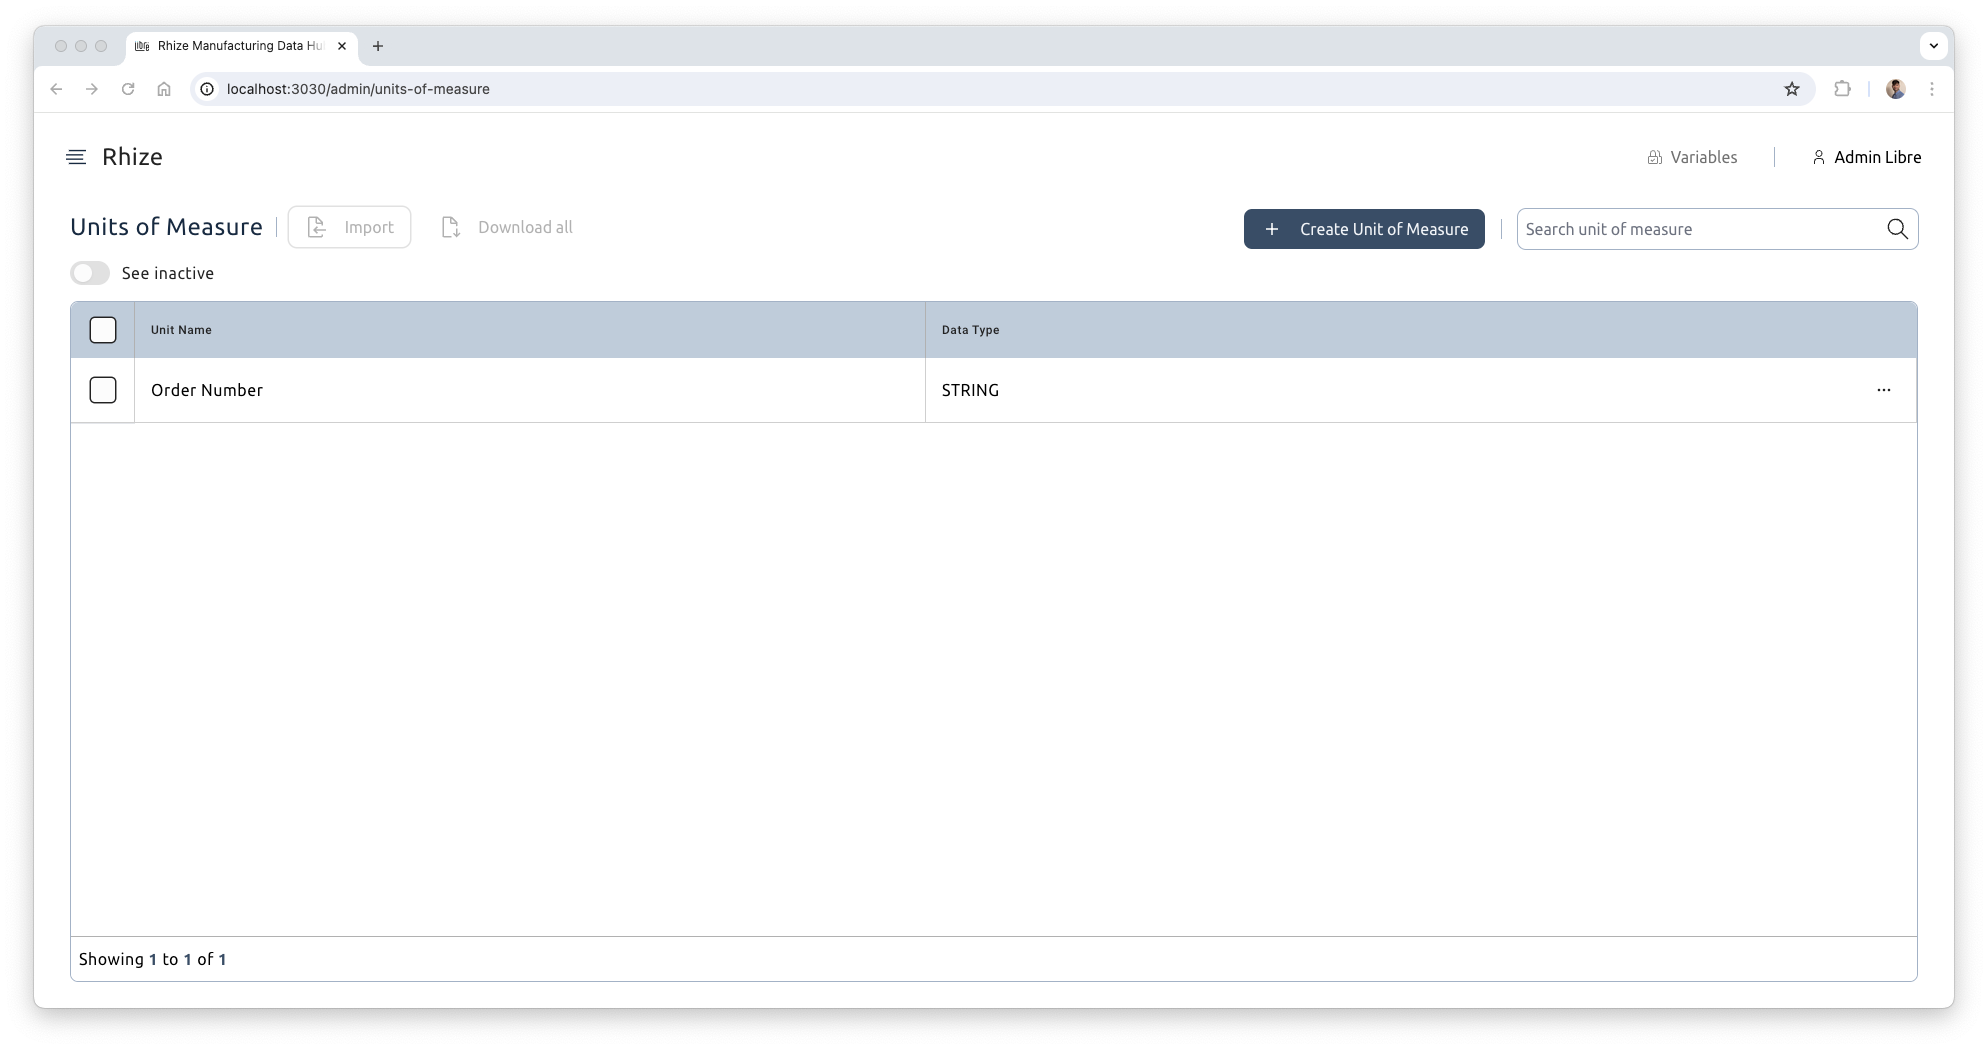 Rhize Manufacturing Data Hu
localhost:3030/admin/units-of-measure
Rhize
Variables
Admin Libre
Units of Measure
Import
Download all
Create Unit of Measure
Search unit of measure
See inactive
Unit Name
Data Type
Order Number
STRING
Showing 1 to 1 of 1